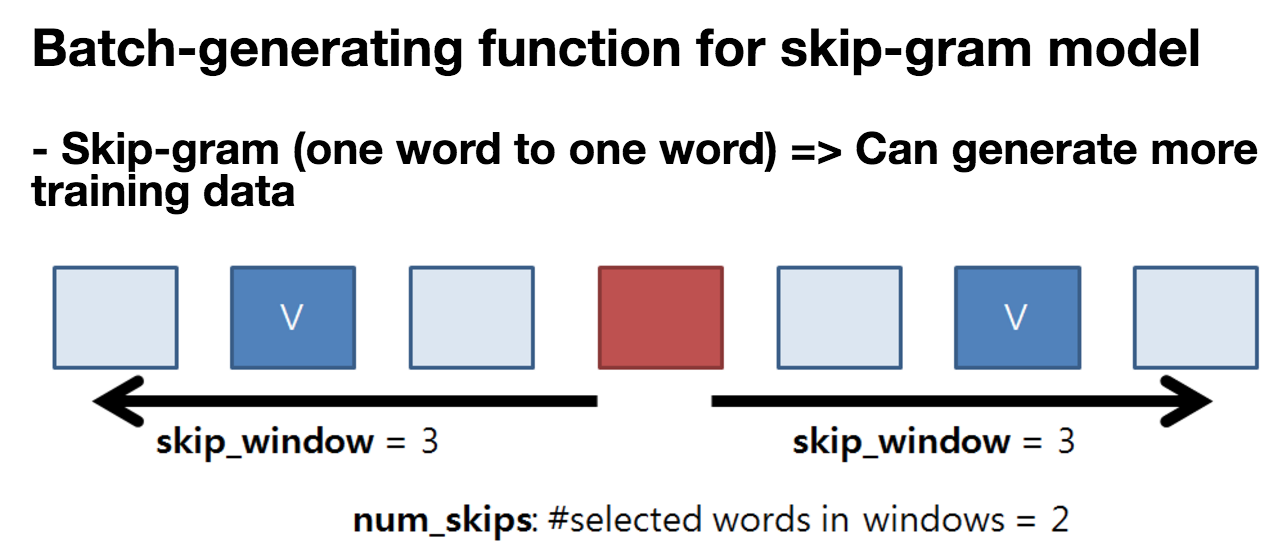 Batch-generating function for skip-gram model
- Skip-gram (one word to one word) => Can generate more
training data
V
V
skip_window = 3
skip_window = 3
num_skips: #selected words in windows = 2